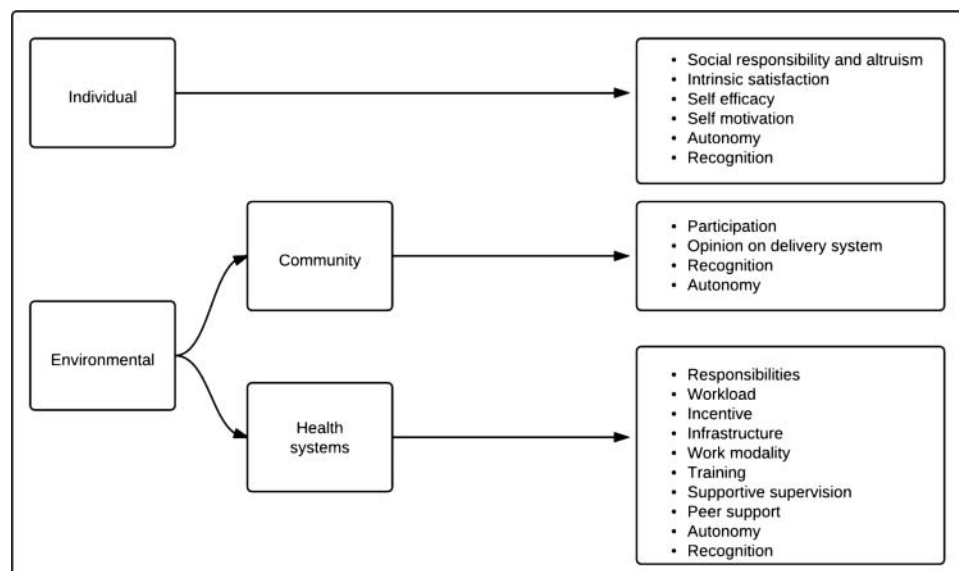 Individual
• Social responsibility and altruism
• Intrinsic satisfaction
• Self efficacy
• Self motivation
• Autonomy
• Recognition
Community
• Participation
• Opinion on delivery system
• Recognition
• Autonomy
Environmental
Health
systems
• Responsibilities
• Workload
• Incentive
• Infrastructure
• Work modality
• Training
• Supportive supervision
• Peer support
• Autonomy
• Recognition